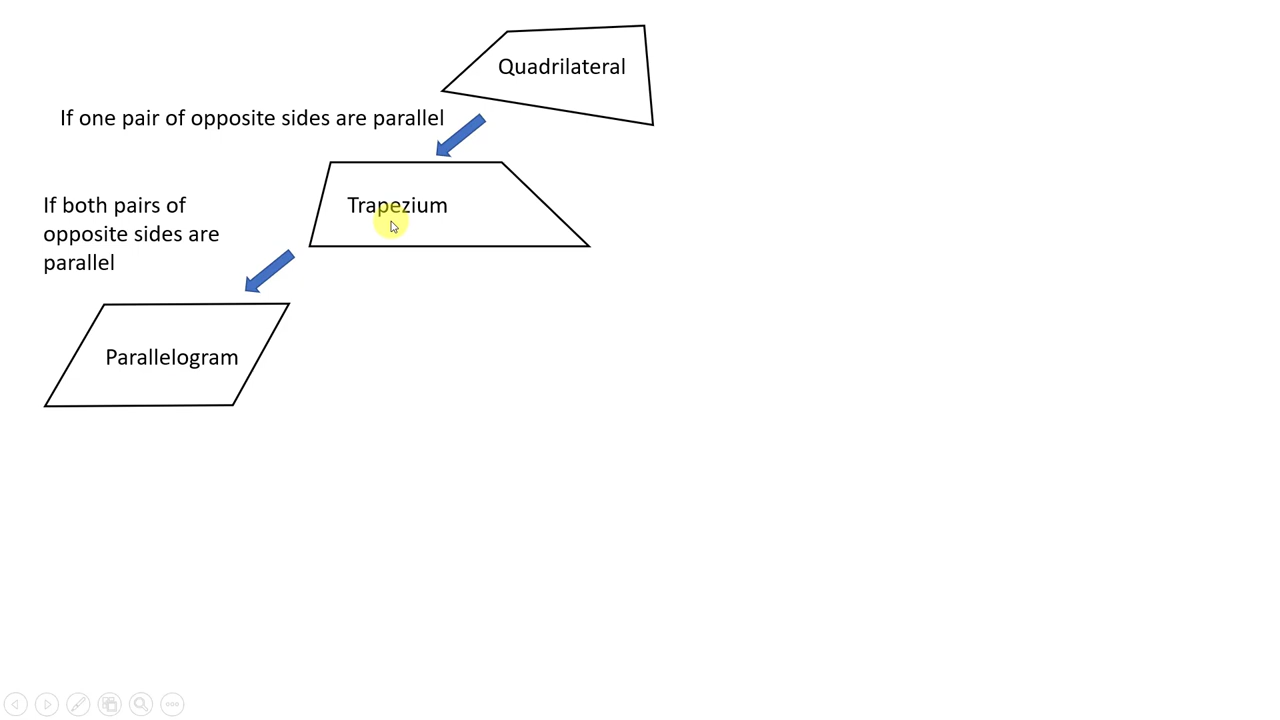 Quadrilateral
If one pair of opposite sides are parallel
Trapezium
If both pairs of
opposite sides are
parallel
Parallelogram